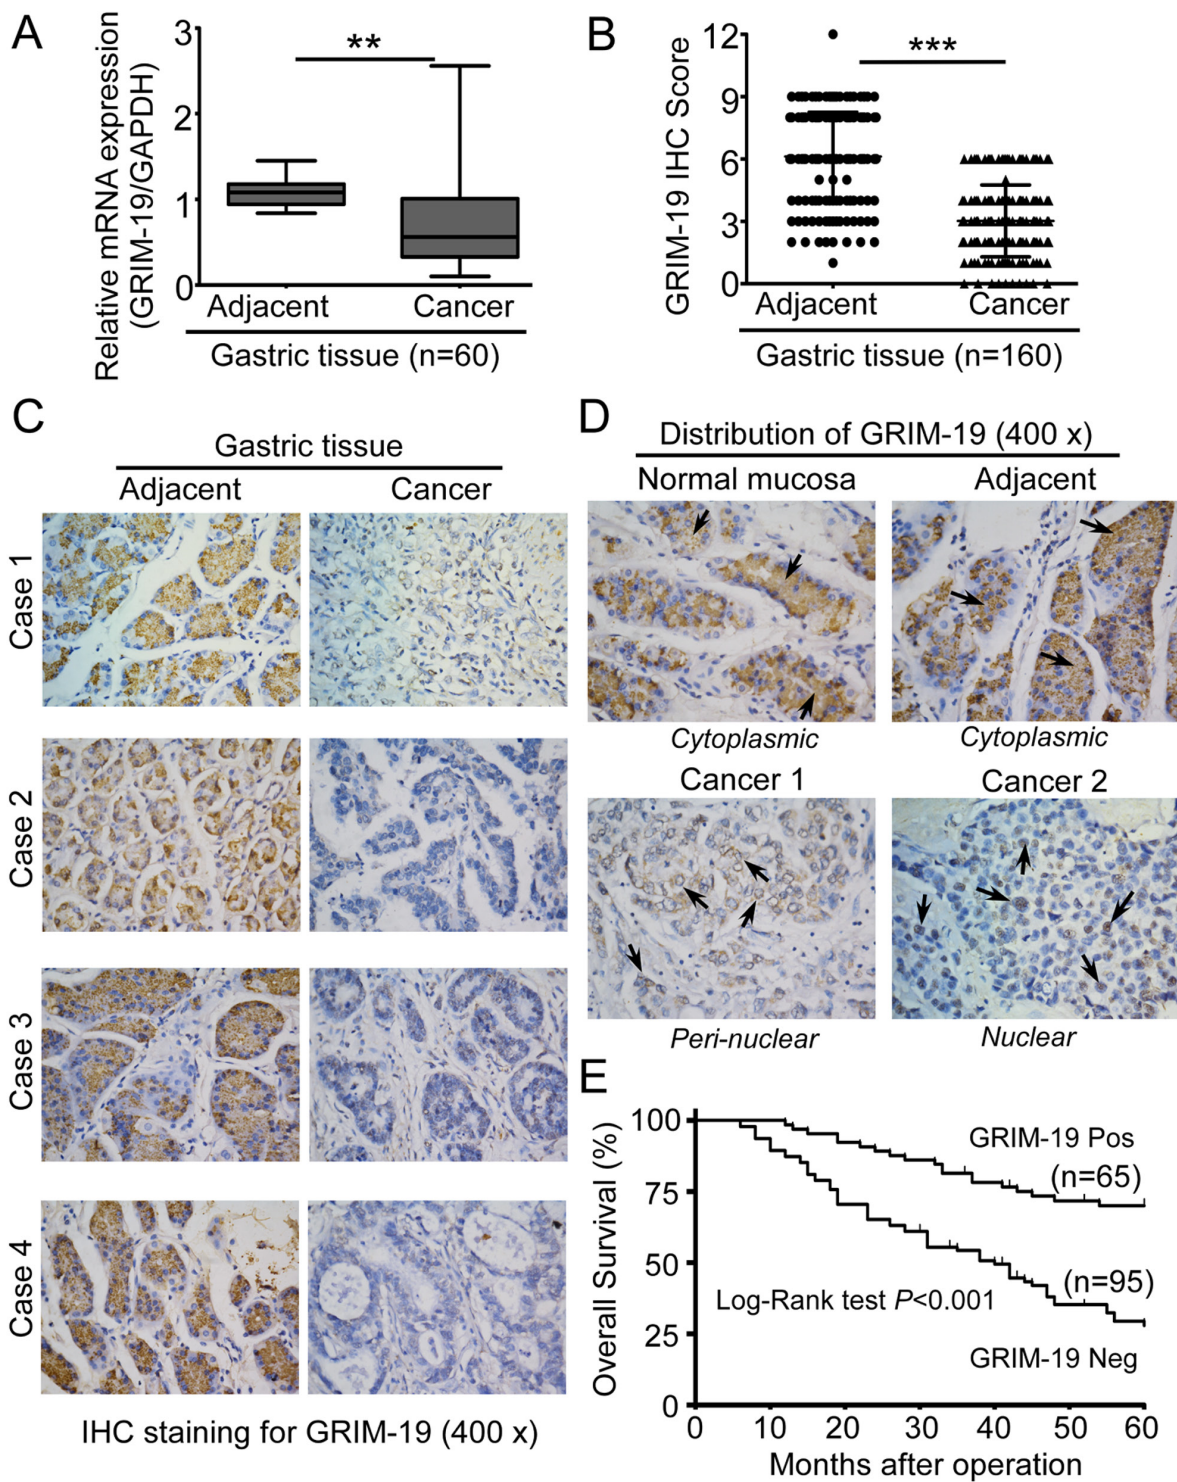 A
Relative mRNA expression
(GRIM-19/GAPDH)
3
2
1
0
**
Adjacent
Cancer
Gastric tissue (n=60)
B
GRIM-19 IHC Score
12
9
6
3
0
***
Adjacent
Cancer
Gastric tissue (n=160)
C
Gastric tissue
Adjacent
Cancer
Case 1
Case 2
Case 3
Case 4
IHC staining for GRIM-19 (400 x)
D
Distribution of GRIM-19 (400 x)
Normal mucosa
Adjacent
Cytoplasmic
Cytoplasmic
Cancer 1
Cancer 2
Peri-nuclear
Nuclear
E
Overall Survival (%)
100
75
50
25
0
GRIM-19 Pos
(n=65)
(n=95)
Log-Rank test P<0.001
GRIM-19 Neg
0
10
20
30
40
50
60
Months after operation